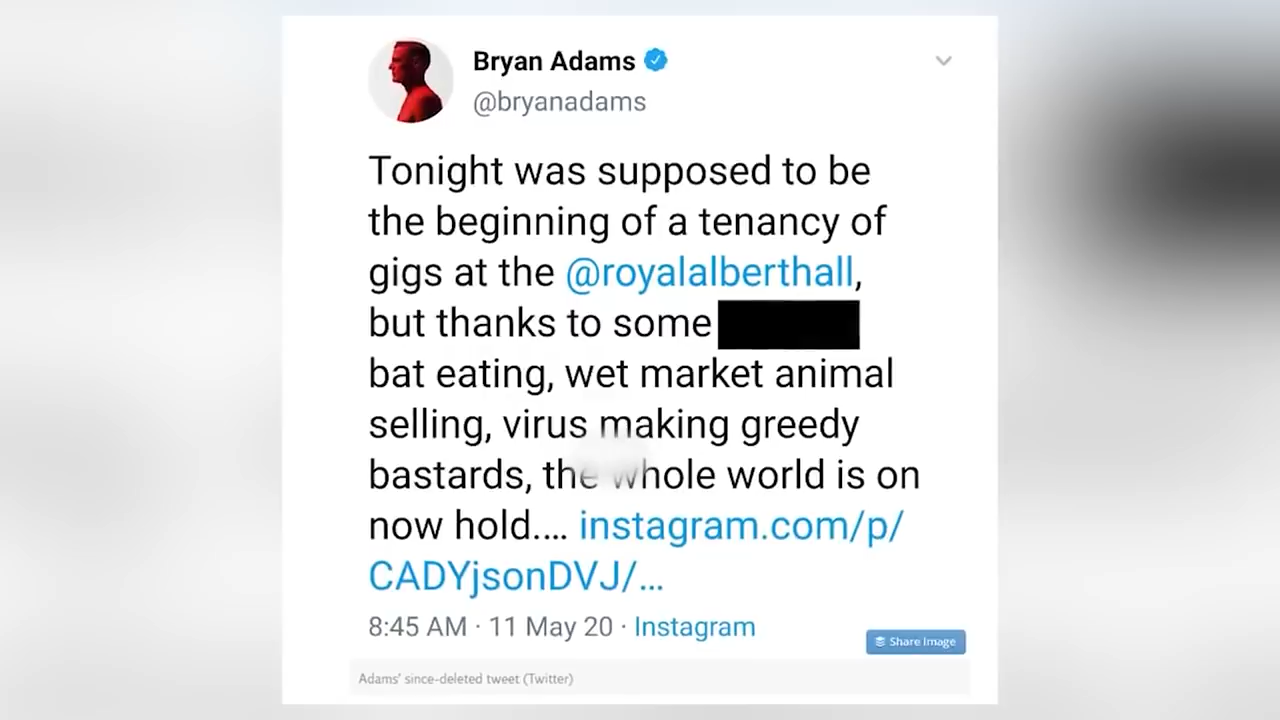 Bryan Adams
@bryanadams
Tonight was supposed to be
the beginning of a tenancy of
gigs at the @royalalberthall,
but thanks to some
bat eating, wet market animal
selling, virus making greedy
bastards, the whole world is on
now hold.... instagram.com/p/
CADYjsonDVJ/...
8:45 AM · 11 May 20 · Instagram
Share Image
Adams' since-deleted tweet (Twitter)